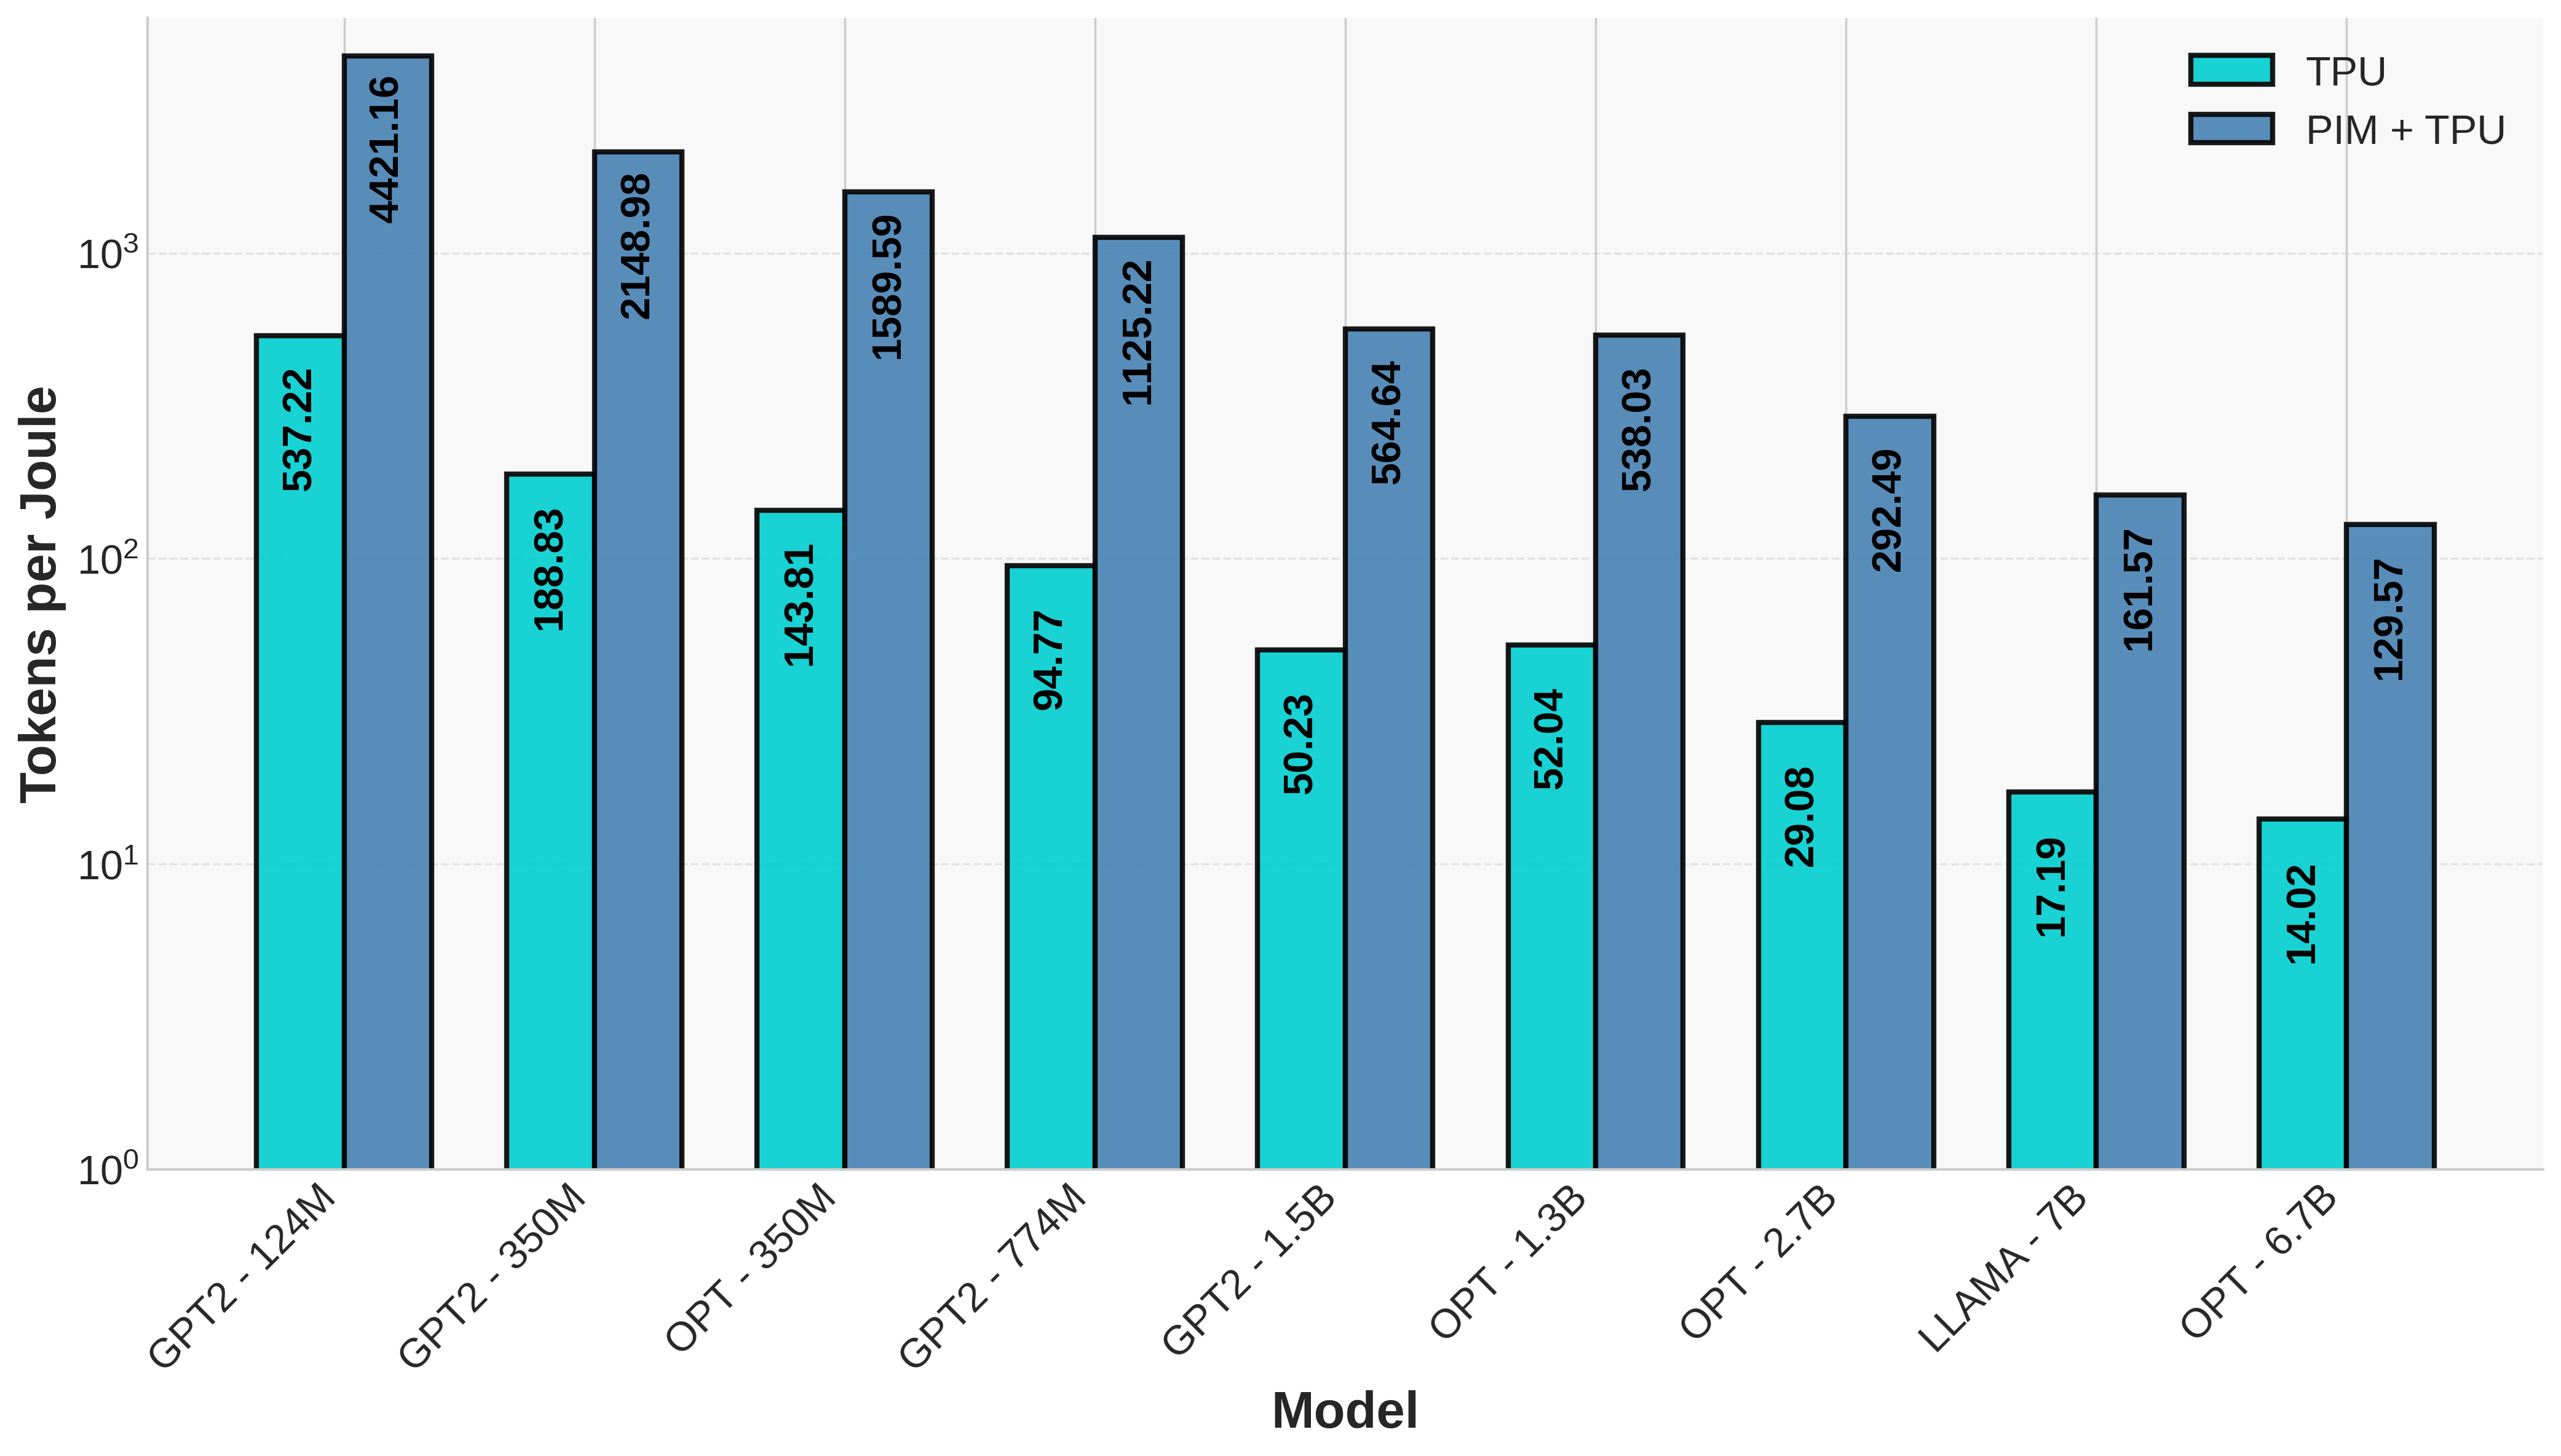 TPU
PIM + TPU
Tokens per Joule
10³
10²
10¹
10⁰
537.22
4421.16
188.83
2148.98
143.81
1589.59
94.77
1125.22
50.23
564.64
52.04
538.03
29.08
292.49
17.19
161.57
14.02
129.57
GPT2 - 124M
GPT2 - 350M
OPT - 350M
GPT2 - 774M
GPT2 - 1.5B
OPT - 1.3B
OPT - 2.7B
LLAMA - 7B
OPT - 6.7B
Model